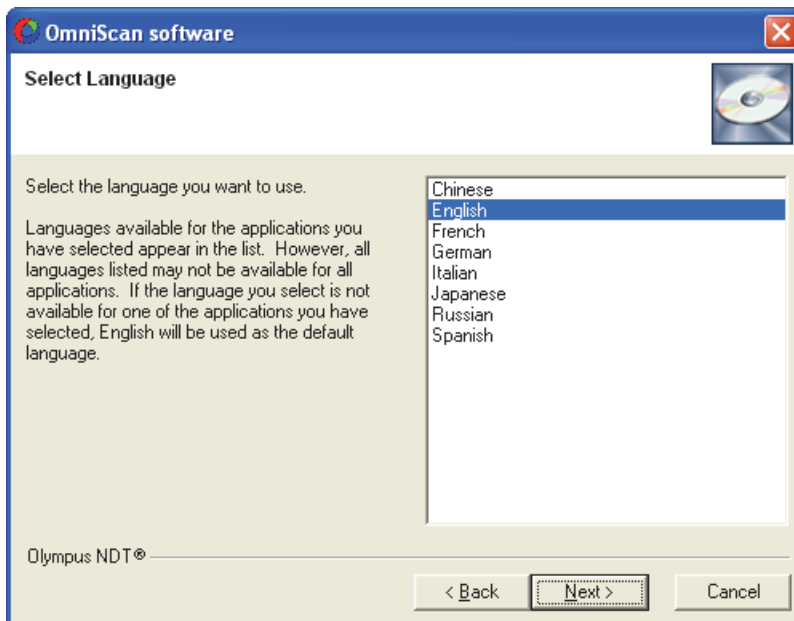 OmniScan software
Select Language
Select the language you want to use.
Languages available for the applications you
have selected appear in the list. However, all
languages listed may not be available for all
applications. If the language you select is not
available for one of the applications you have
selected, English will be used as the default
language.
Chinese
English
French
German
Italian
Japanese
Russian
Spanish
Olympus NDT®
< Back
Next >
Cancel